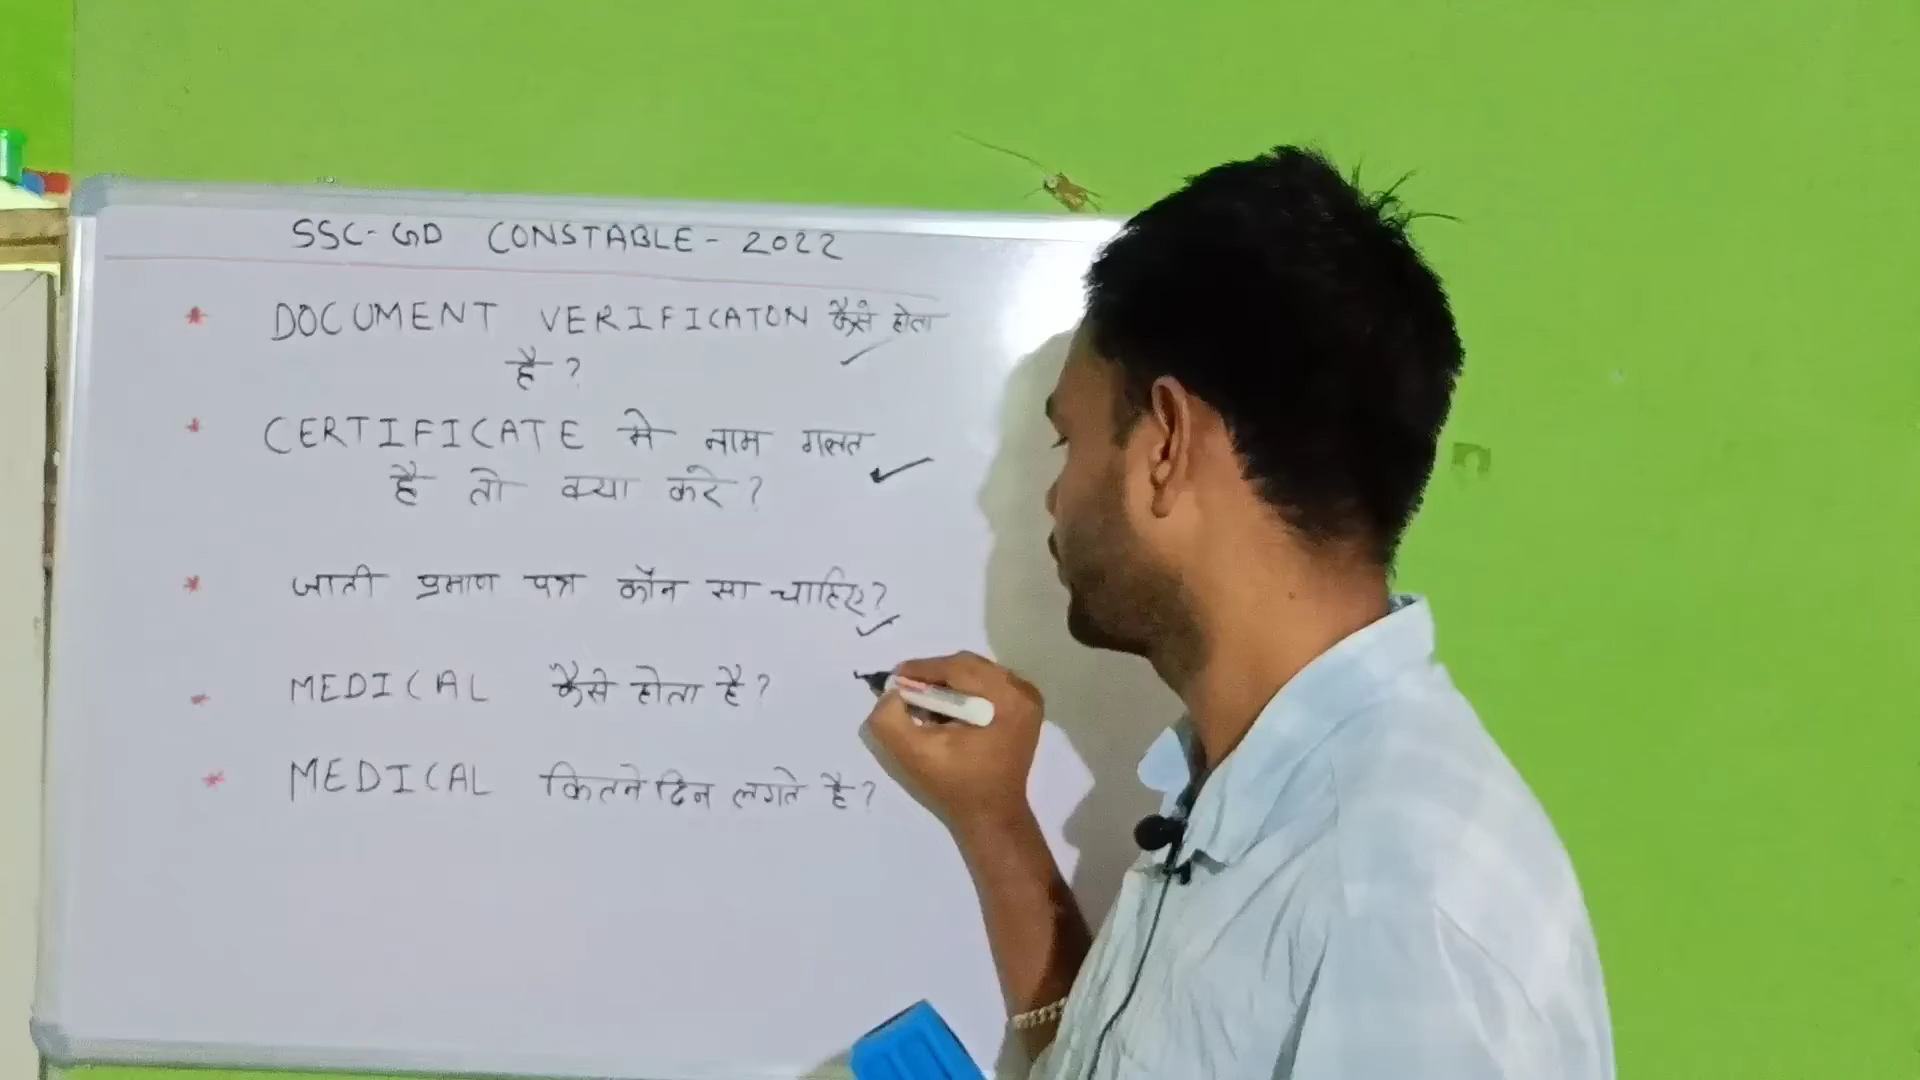 SSC-GD CONSTABLE - 2022
* DOCUMENT VERIFICATON कैसे होता
है ?
* CERTIFICATE मे नाम गलत
है तो क्या करे ?
* जाती प्रमाण पत्र कौन सा चाहिए?
* MEDICAL कैसे होता है ?
* MEDICAL कितने दिन लगते है ?